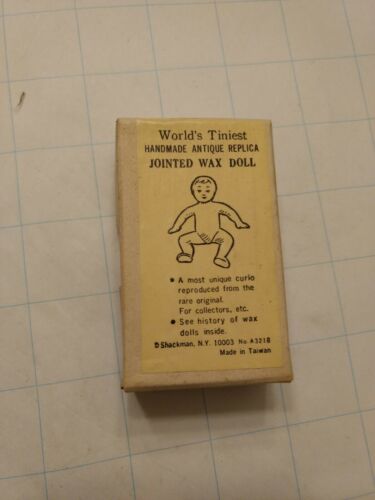 World's Tiniest
HANDMADE ANTIQUE REPLICA
JOINTED WAX DOLL
A most unique curio
reproduced from the
rare original.
For collectors, etc.
See history of wax
dolls inside.
Shackman, N.Y. 10003 No. A3218
Made in Taiwan